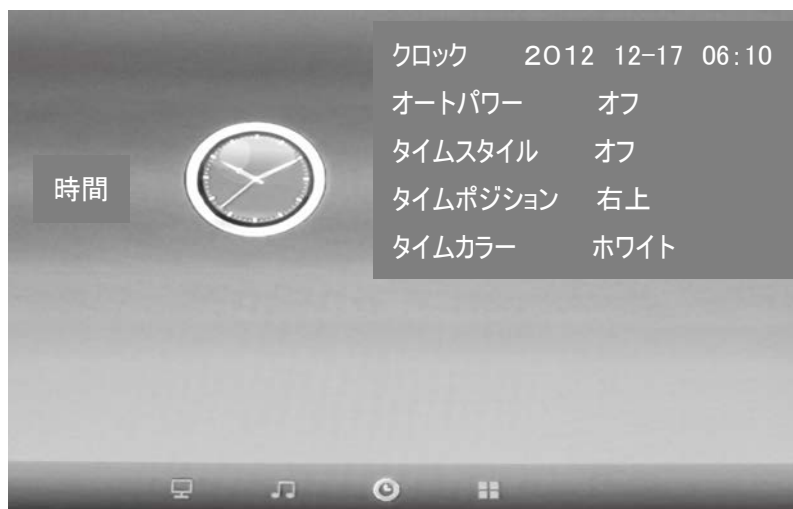 時間
クロック 2012 12-17 06:10
オートパワー オフ
タイムスタイル オフ
タイムポジション 右上
タイムカラー ホワイト